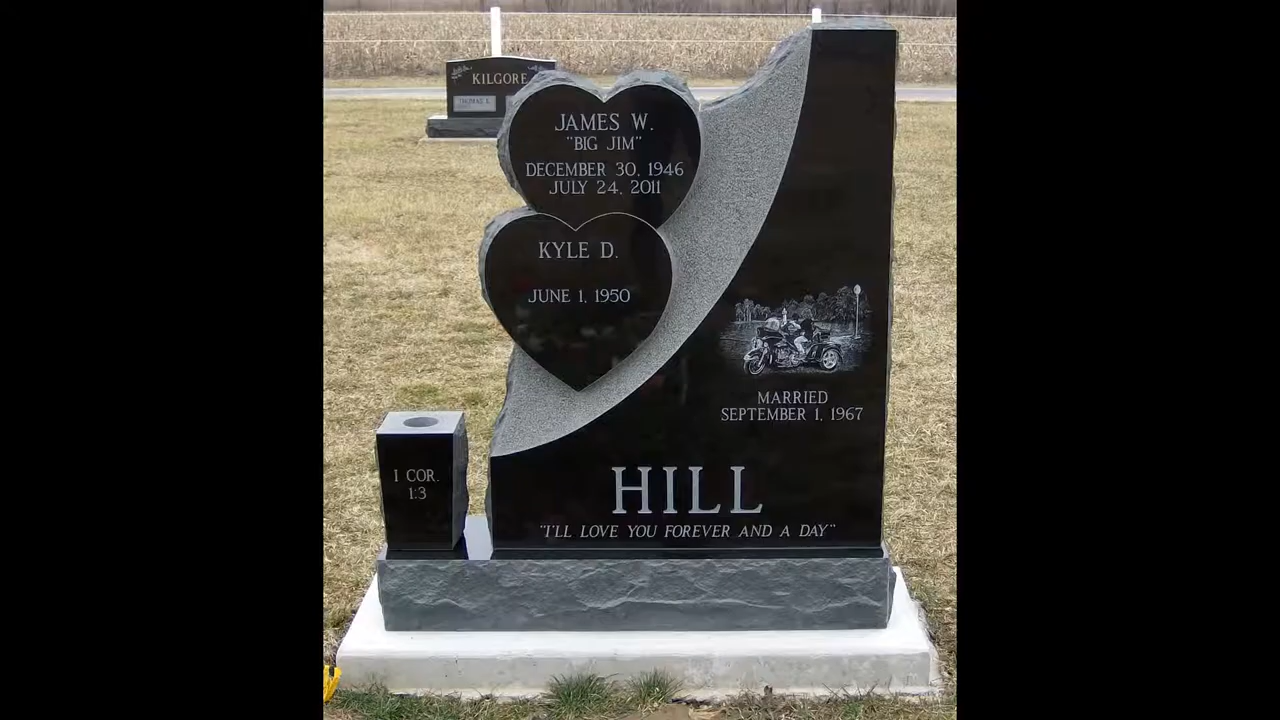 KILGORE
THOMAS E.
JAMES W.
"BIG JIM"
DECEMBER 30, 1946
JULY 24, 2011
KYLE D.
JUNE 1, 1950
MARRIED
SEPTEMBER 1, 1967
I COR.
1:3
HILL
"I'LL LOVE YOU FOREVER AND A DAY"